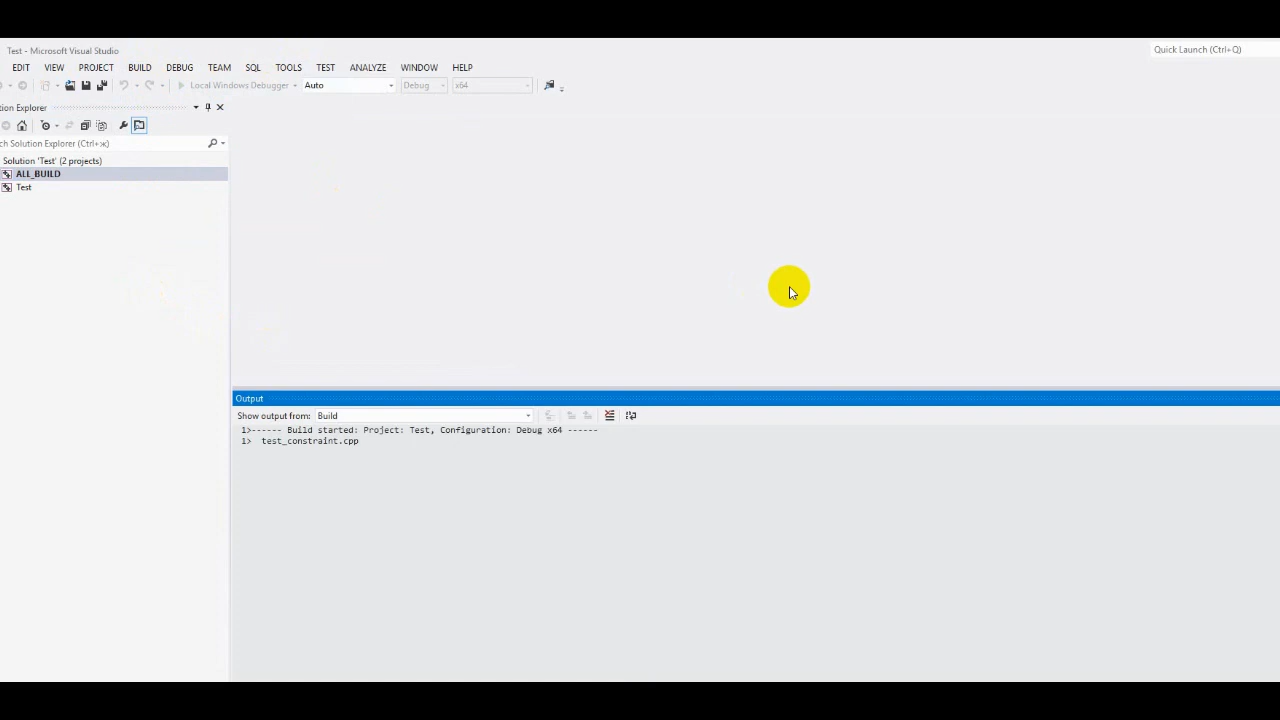 Test - Microsoft Visual Studio
Quick Launch (Ctrl+Q)
EDIT VIEW PROJECT BUILD DEBUG TEAM SQL TOOLS TEST ANALYZE WINDOW HELP
Local Windows Debugger Auto Debug x64
tion Explorer
ch Solution Explorer (Ctrl+ж)
Solution 'Test' (2 projects)
ALL_BUILD
Test
Output
Show output from: Build
1>------ Build started: Project: Test, Configuration: Debug x64 ------
1> test_constraint.cpp